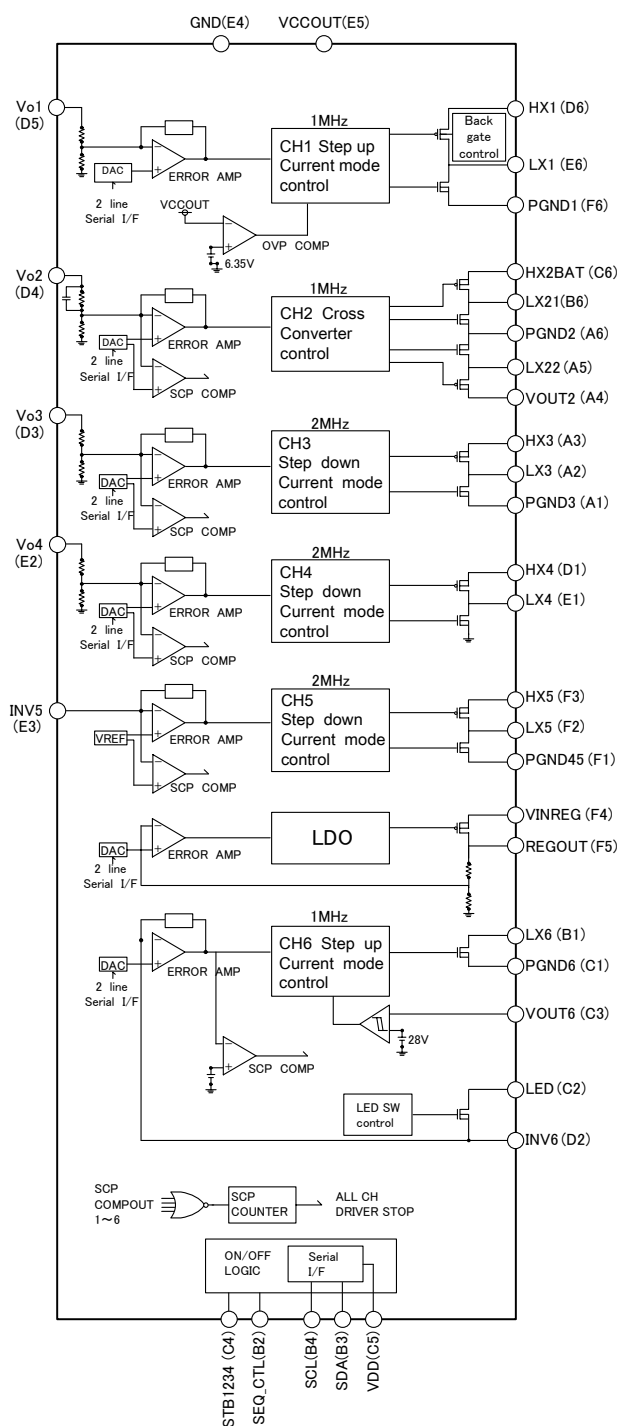 GND(E4)
VCCOUT(E5)
Vo1
(D5)
DAC
2 line
Serial I/F
ERROR AMP
VCCOUT
6.35V
OVP COMP
1MHz
CH1 Step up
Current mode
control
Back
gate
control
HX1 (D6)
LX1 (E6)
PGND1 (F6)
Vo2
(D4)
DAC
2 line
Serial I/F
ERROR AMP
SCP COMP
1MHz
CH2 Cross
Converter
control
HX2BAT (C6)
LX21(B6)
PGND2 (A6)
LX22 (A5)
VOUT2 (A4)
Vo3
(D3)
DAC
2 line
Serial I/F
ERROR AMP
SCP COMP
2MHz
CH3
Step down
Current mode
control
HX3 (A3)
LX3 (A2)
PGND3 (A1)
Vo4
(E2)
DAC
2 line
Serial I/F
ERROR AMP
SCP COMP
2MHz
CH4
Step down
Current mode
control
HX4 (D1)
LX4 (E1)
INV5
(E3)
VREF
ERROR AMP
SCP COMP
2MHz
CH5
Step down
Current mode
control
HX5 (F3)
LX5 (F2)
PGND45 (F1)
DAC
2 line
Serial I/F
ERROR AMP
LDO
VINREG (F4)
REGOUT (F5)
DAC
2 line
Serial I/F
ERROR AMP
SCP COMP
1MHz
CH6 Step up
Current mode
control
28V
LX6 (B1)
PGND6 (C1)
VOUT6 (C3)
LED SW
control
LED (C2)
INV6 (D2)
SCP
COMPOUT
1～6
SCP
COUNTER
ALL CH
DRIVER STOP
ON/OFF
LOGIC
Serial
I/F
STB1234 (C4)
SEQ_CTL(B2)
SCL(B4)
SDA(B3)
VDD(C5)